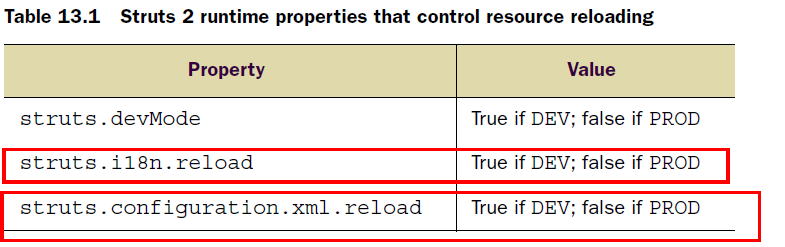 Table 13.1 Struts 2 runtime properties that control resource reloading
Property Value
struts.devMode True if DEV; false if PROD
struts.i18n.reload True if DEV; false if PROD
struts.configuration.xml.reload True if DEV; false if PROD